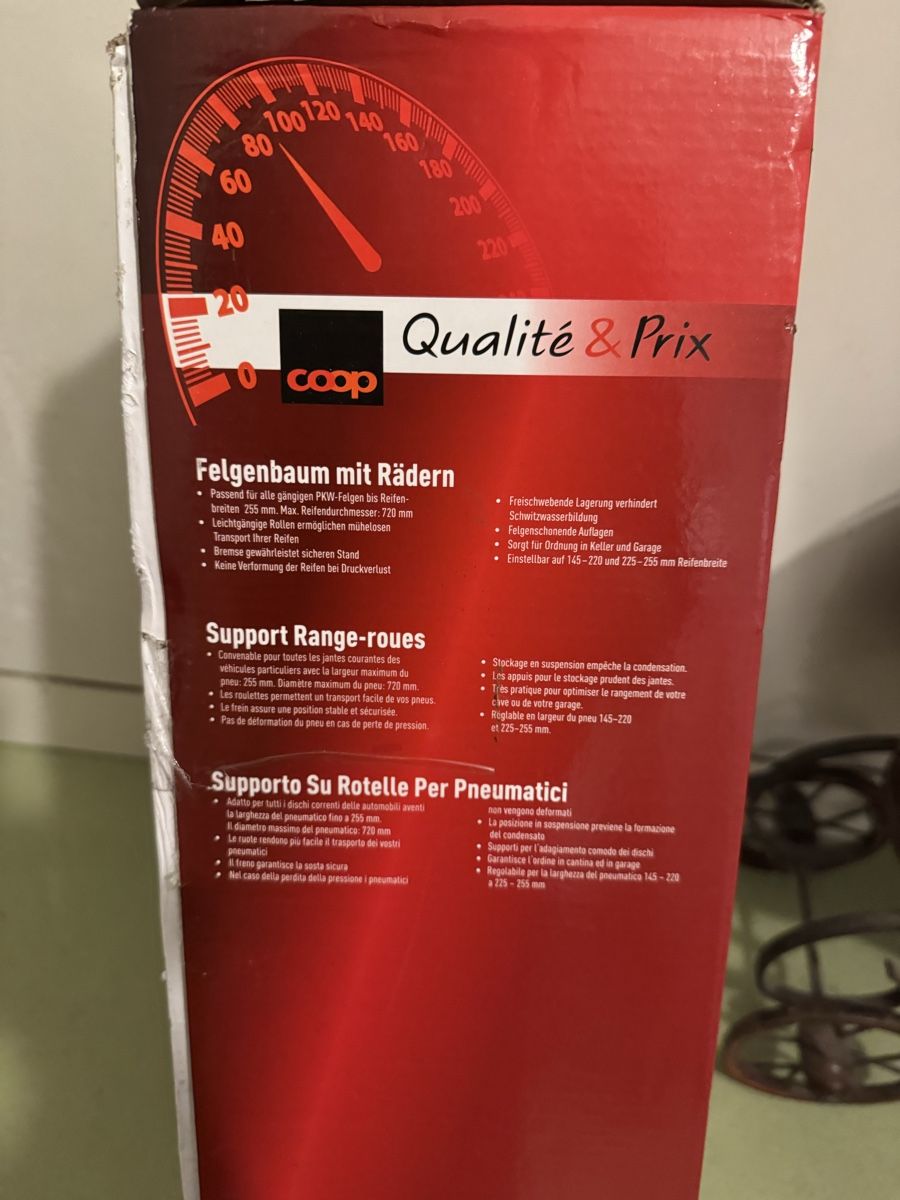 0
20
40
60
80
100
120
140
160
180
200
220
coop
Qualité & Prix
Felgenbaum mit Rädern
• Passend für alle gängigen PKW-Felgen bis Reifen-
breiten 255 mm. Max. Reifendurchmesser: 720 mm
• Leichtgängige Rollen ermöglichen mühelosen
Transport Ihrer Reifen
• Bremse gewährleistet sicheren Stand
• Keine Verformung der Reifen bei Druckverlust
• Freischwebende Lagerung verhindert
Schwitzwasserbildung
• Felgenschonende Auflagen
• Sorgt für Ordnung in Keller und Garage
• Einstellbar auf 145–220 und 225–255 mm Reifenbreite
Support Range-roues
• Convenable pour toutes les jantes courantes des
véhicules particuliers avec la largeur maximum du
pneu: 255 mm. Diamètre maximum du pneu: 720 mm.
• Les roulettes permettent un transport facile de vos pneus.
• Le frein assure une position stable et sécurisée.
• Pas de déformation du pneu en cas de perte de pression.
• Stockage en suspension empêche la condensation.
• Les appuis pour le stockage prudent des jantes.
• Très pratique pour optimiser le rangement de votre
cave ou de votre garage.
• Réglable en largeur du pneu 145–220
et 225–255 mm.
Supporto Su Rotelle Per Pneumatici
• Adatto per tutti i dischi correnti delle automobili aventi
la larghezza del pneumatico fino a 255 mm.
Il diametro massimo del pneumatico: 720 mm
• Le ruote rendono più facile il trasporto dei vostri
pneumatici
• Il freno garantisce la sosta sicura
• Nel caso della perdita della pressione i pneumatici
non vengono deformati
• La posizione in sospensione previene la formazione
del condensato
• Supporti per l'adagiamento comodo dei dischi
• Garantisce l'ordine in cantina ed in garage
• Regolabile per la larghezza del pneumatico 145 – 220
a 225 – 255 mm